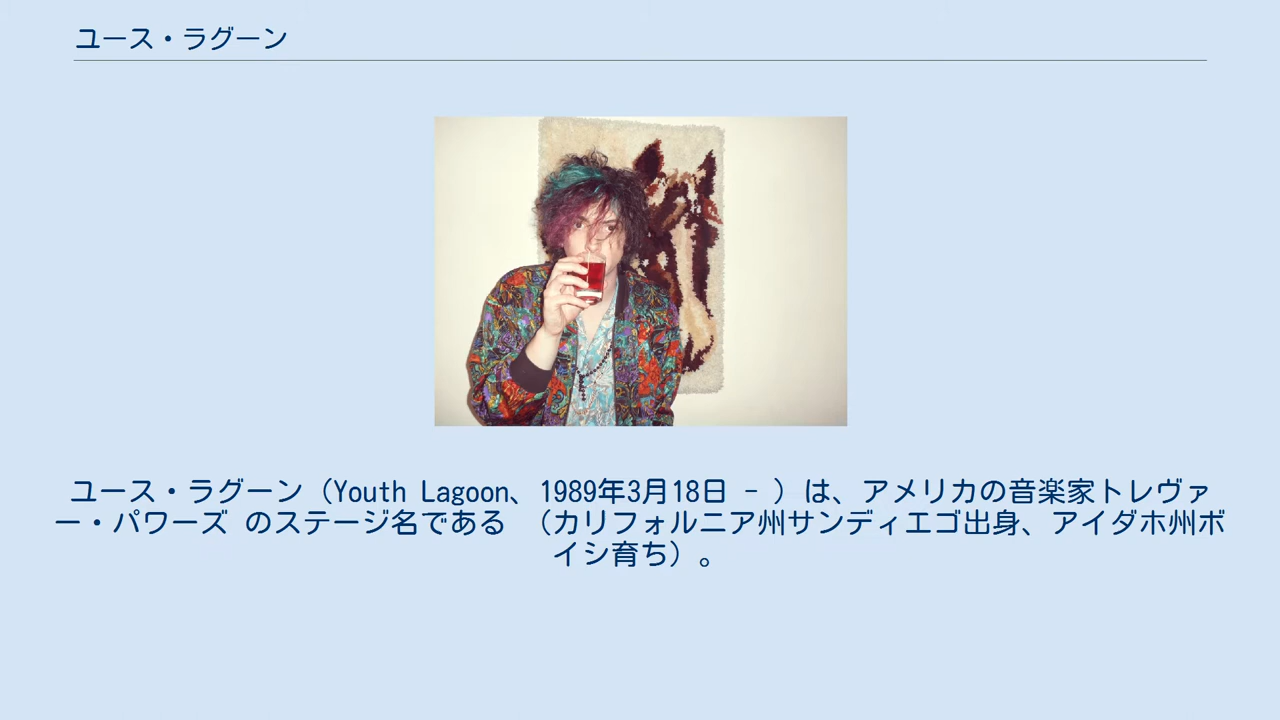 ユース・ラグーン
ユース・ラグーン（Youth Lagoon、1989年3月18日 - ）は、アメリカの音楽家トレヴァ
ー・パワーズ のステージ名である （カリフォルニア州サンディエゴ出身、アイダホ州ボ
イシ育ち）。